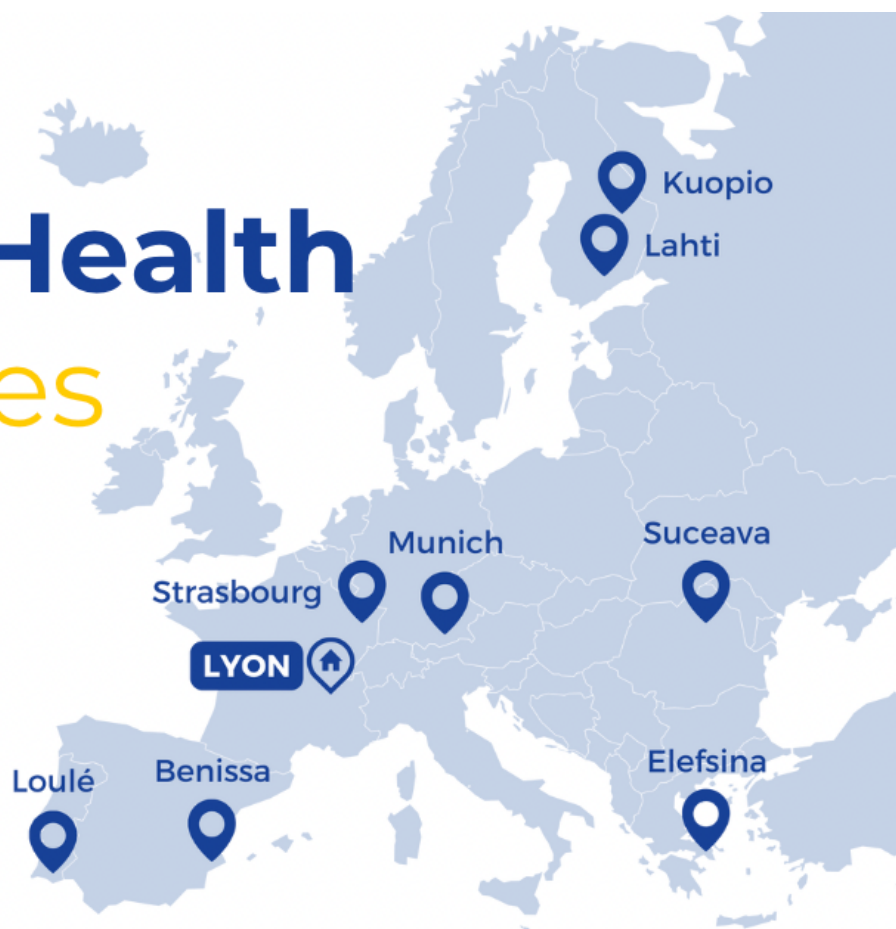 Kuopio
Lahti
Health
es
Munich
Suceava
Strasbourg
LYON
Elefsina
Loulé
Benissa